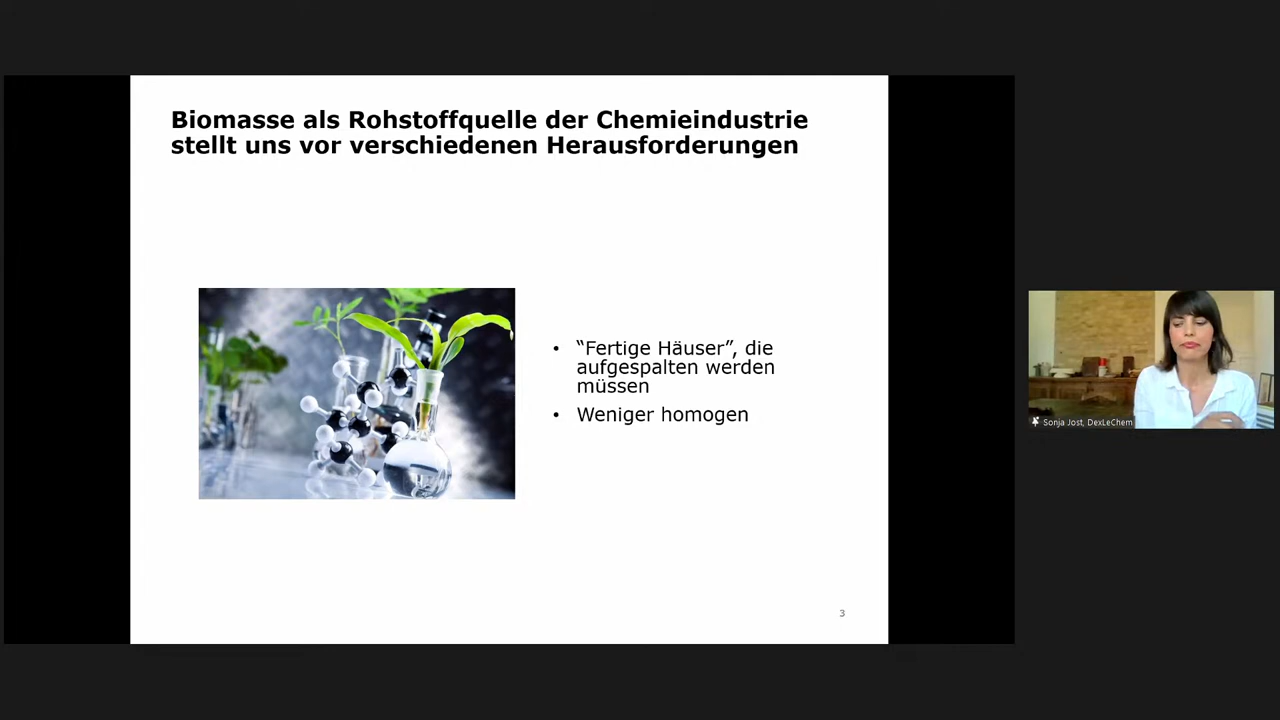 Biomasse als Rohstoffquelle der Chemieindustrie
stellt uns vor verschiedenen Herausforderungen
• “Fertige Häuser”, die
aufgespalten werden
müssen
• Weniger homogen
3
Sonja Jost, DexLeChem